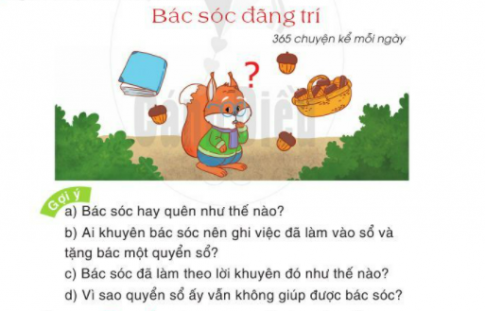 Bác sóc đãng trí
365 chuyện kể mỗi ngày
?
Gợi ý
a) Bác sóc hay quên như thế nào?
b) Ai khuyên bác sóc nên ghi việc đã làm vào sổ và
tặng bác một quyển sổ?
c) Bác sóc đã làm theo lời khuyên đó như thế nào?
d) Vì sao quyển sổ ấy vẫn không giúp được bác sóc?